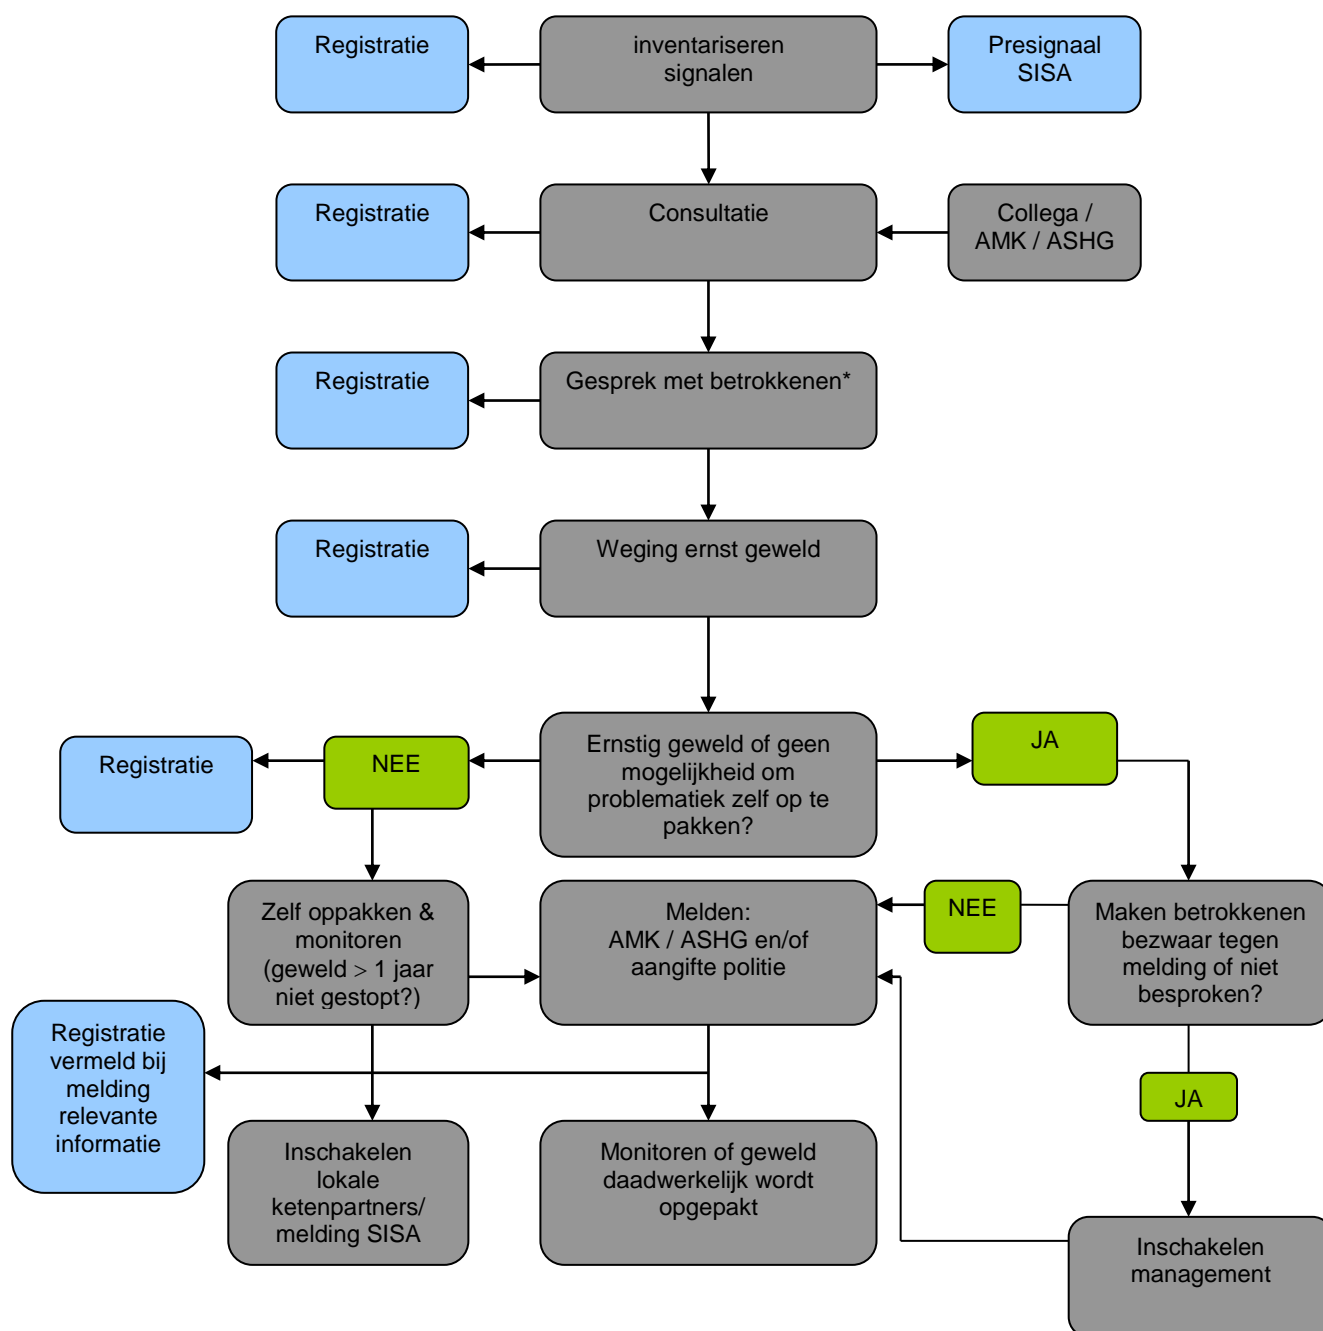 Registratie
inventariseren
signalen
Presignaal
SISA
Registratie
Consultatie
Collega /
AMK / ASHG
Registratie
Gesprek met betrokkenen*
Registratie
Weging ernst geweld
Registratie
NEE
Ernstig geweld of geen
mogelijkheid om
problematiek zelf op te
pakken?
JA
Zelf oppakken &
monitoren
(geweld > 1 jaar
niet gestopt?)
Melden:
AMK / ASHG en/of
aangifte politie
NEE
Maken betrokkenen
bezwaar tegen
melding of niet
besproken?
Registratie
vermeld bij
melding
relevante
informatie
JA
Inschakelen
lokale
ketenpartners/
melding SISA
Monitoren of geweld
daadwerkelijk wordt
opgepakt
Inschakelen
management